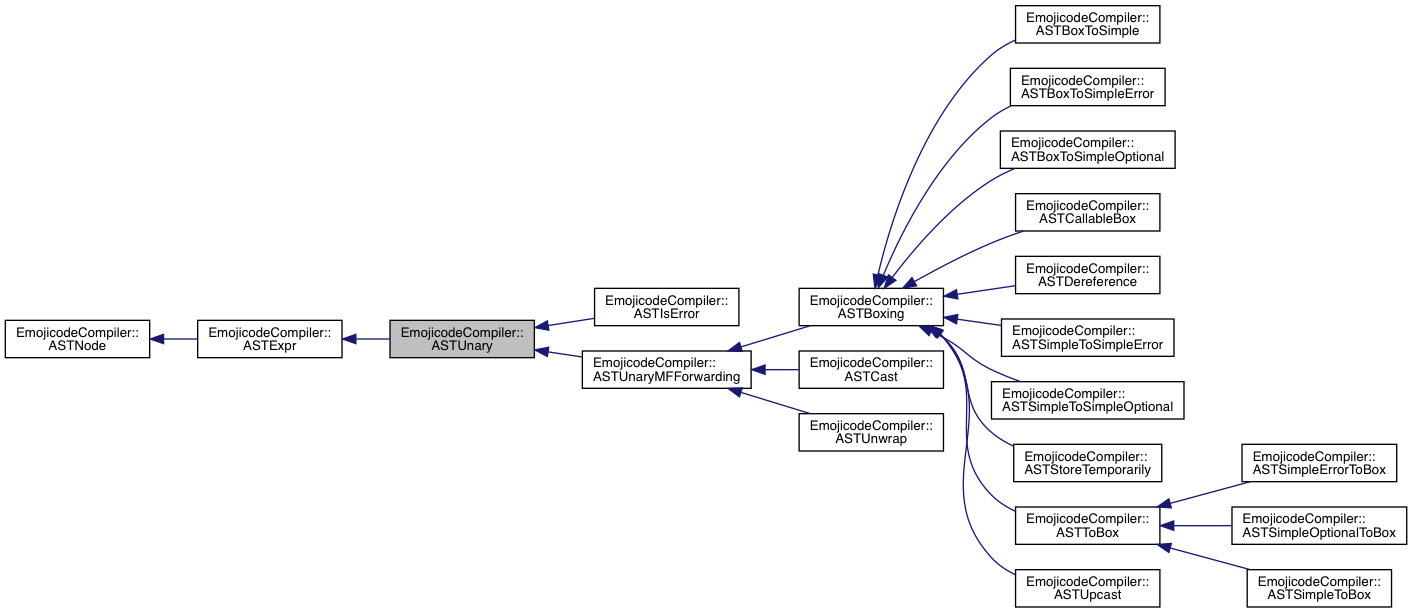 EmojicodeCompiler::
ASTNode
EmojicodeCompiler::
ASTExpr
EmojicodeCompiler::
ASTUnary
EmojicodeCompiler::
ASTIsError
EmojicodeCompiler::
ASTUnaryMFForwarding
EmojicodeCompiler::
ASTBoxing
EmojicodeCompiler::
ASTCast
EmojicodeCompiler::
ASTUnwrap
EmojicodeCompiler::
ASTBoxToSimple
EmojicodeCompiler::
ASTBoxToSimpleError
EmojicodeCompiler::
ASTBoxToSimpleOptional
EmojicodeCompiler::
ASTCallableBox
EmojicodeCompiler::
ASTDereference
EmojicodeCompiler::
ASTSimpleToSimpleError
EmojicodeCompiler::
ASTSimpleToSimpleOptional
EmojicodeCompiler::
ASTStoreTemporarily
EmojicodeCompiler::
ASTToBox
EmojicodeCompiler::
ASTUpcast
EmojicodeCompiler::
ASTSimpleErrorToBox
EmojicodeCompiler::
ASTSimpleOptionalToBox
EmojicodeCompiler::
ASTSimpleToBox